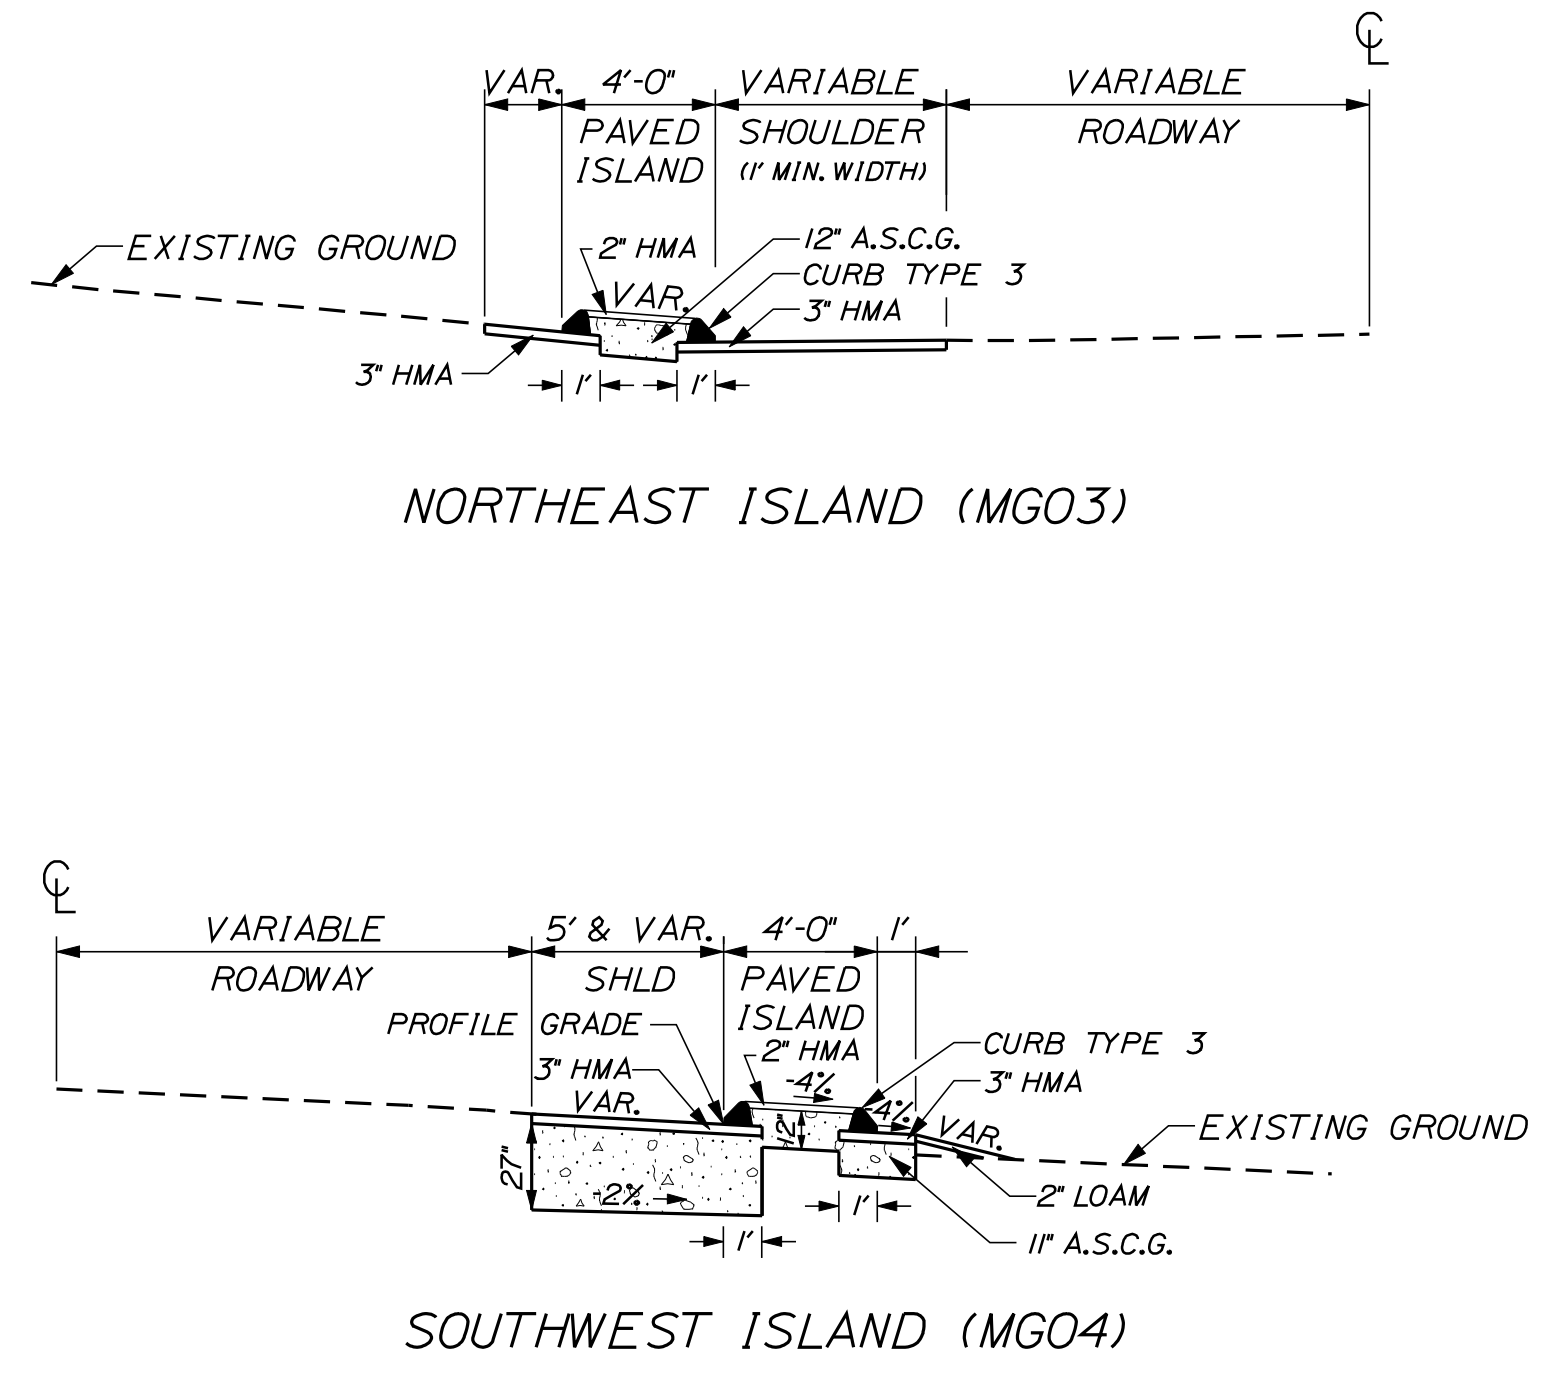 ℄
VAR. 4'-0" VARIABLE VARIABLE
PAVED SHOULDER ROADWAY
ISLAND (1' MIN. WIDTH)
EXISTING GROUND 2" HMA 12" A.S.C.G.
CURB TYPE 3
VAR. 3" HMA
3" HMA 1' 1'
NORTHEAST ISLAND (MG03)
℄
VARIABLE 5' & VAR. 4'-0" 1'
ROADWAY SHLD PAVED
ISLAND
PROFILE GRADE CURB TYPE 3
2" HMA
3" HMA -4% 3" HMA
VAR. -4% VAR. EXISTING GROUND
12"
27" -2% 1' 2" LOAM
1' 11" A.S.C.G.
SOUTHWEST ISLAND (MG04)